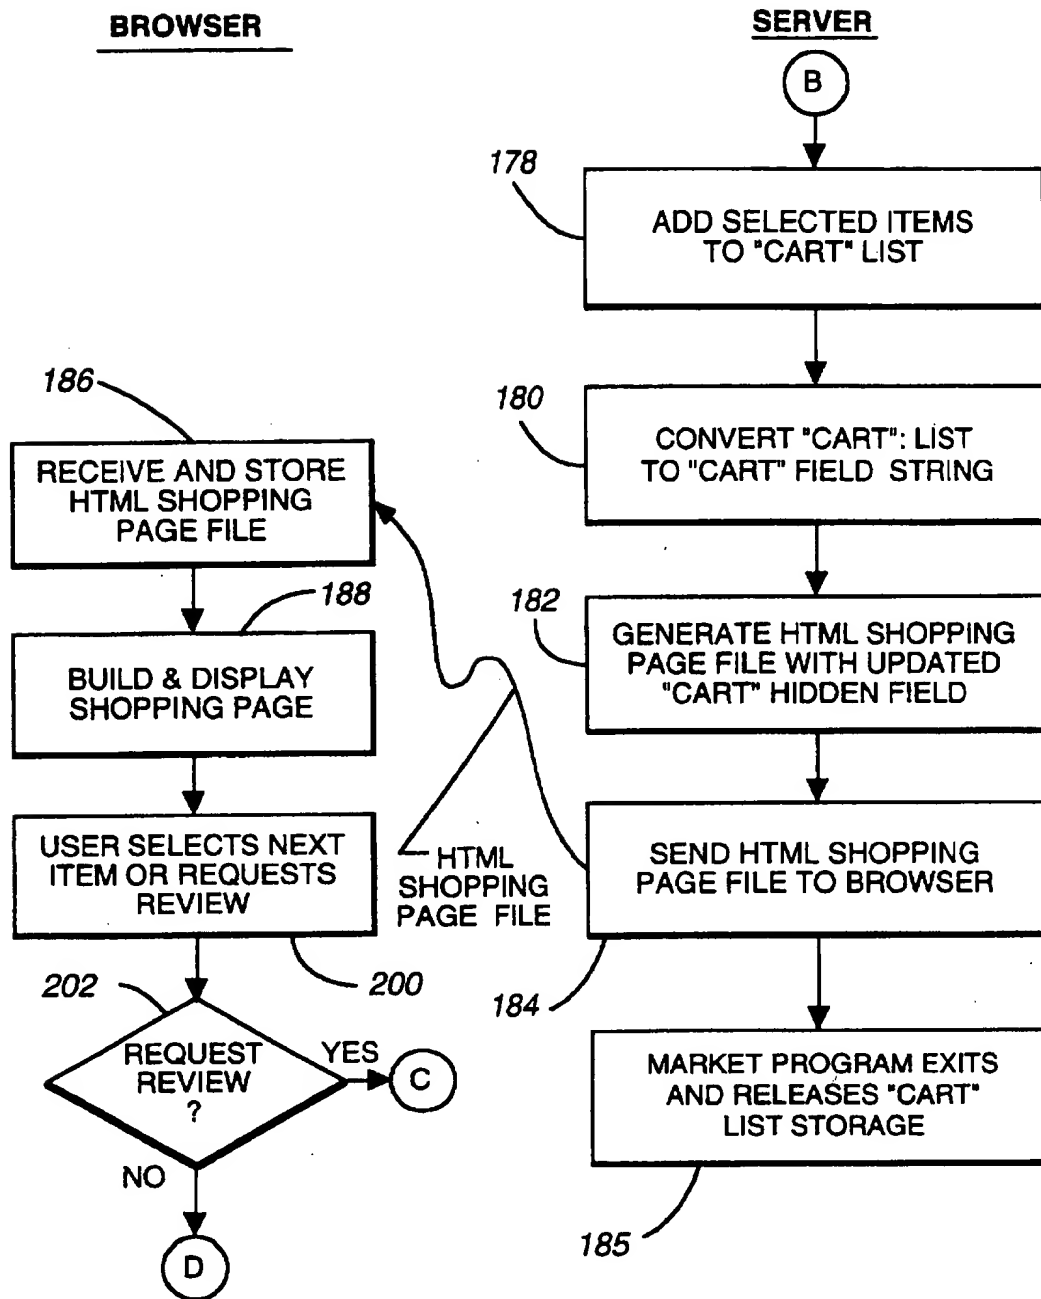 BROWSER
SERVER
B
178
ADD SELECTED ITEMS
TO "CART" LIST
180
CONVERT "CART": LIST
TO "CART" FIELD STRING
182
GENERATE HTML SHOPPING
PAGE FILE WITH UPDATED
"CART" HIDDEN FIELD
SEND HTML SHOPPING
PAGE FILE TO BROWSER
184
MARKET PROGRAM EXITS
AND RELEASES "CART"
LIST STORAGE
185
HTML
SHOPPING
PAGE FILE
186
RECEIVE AND STORE
HTML SHOPPING
PAGE FILE
188
BUILD & DISPLAY
SHOPPING PAGE
USER SELECTS NEXT
ITEM OR REQUESTS
REVIEW
200
202
REQUEST
REVIEW
?
YES
C
NO
D